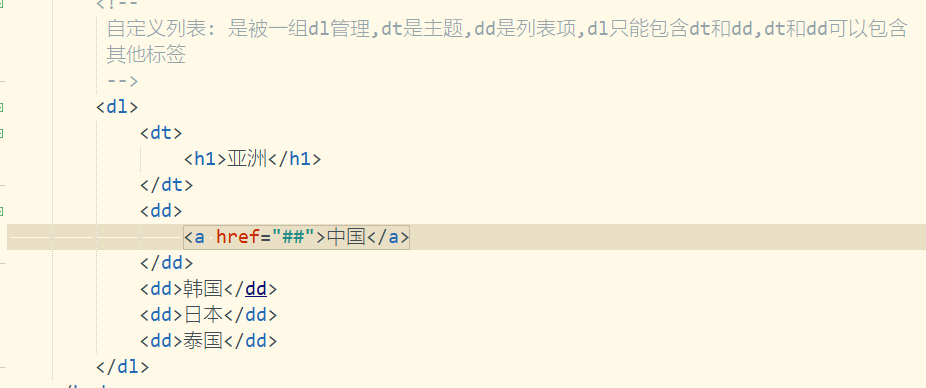 <!--
自定义列表: 是被一组dl管理,dt是主题,dd是列表项,dl只能包含dt和dd,dt和dd可以包含
其他标签
-->
<dl>
<dt>
<h1>亚洲</h1>
</dt>
<dd>
<a href="##">中国</a>
</dd>
<dd>韩国</dd>
<dd>日本</dd>
<dd>泰国</dd>
</dl>